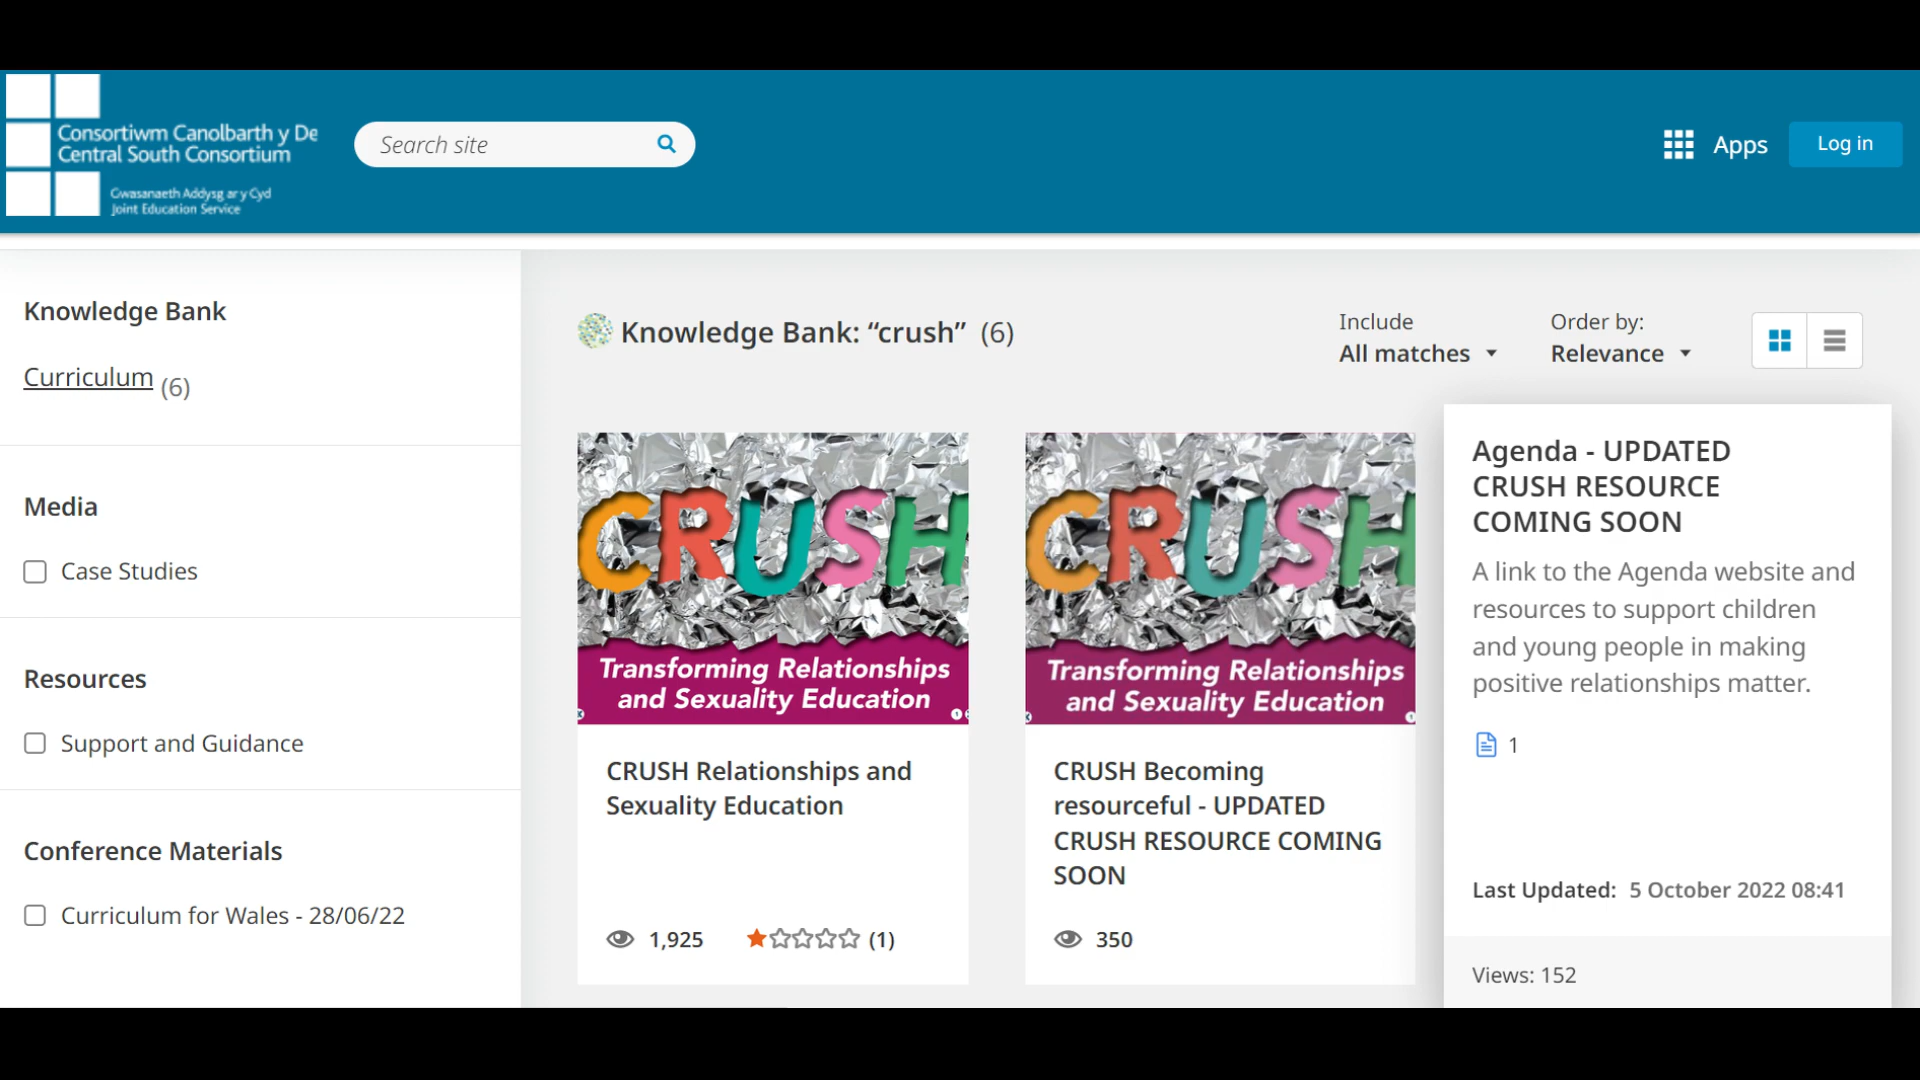 Consortiwm Canolbarth y De
Central South Consortium
Gwasanaeth Addysg ar y Cyd
Joint Education Service
Search site
Apps
Log in
Knowledge Bank
Curriculum (6)
Media
Case Studies
Resources
Support and Guidance
Conference Materials
Curriculum for Wales - 28/06/22
Knowledge Bank: “crush” (6)
Include
All matches
Order by:
Relevance
CRUSH
Transforming Relationships
and Sexuality Education
CRUSH Relationships and
Sexuality Education
1,925
(1)
CRUSH
Transforming Relationships
and Sexuality Education
CRUSH Becoming
resourceful - UPDATED
CRUSH RESOURCE COMING
SOON
350
Agenda - UPDATED
CRUSH RESOURCE
COMING SOON
A link to the Agenda website and
resources to support children
and young people in making
positive relationships matter.
1
Last Updated: 5 October 2022 08:41
Views: 152